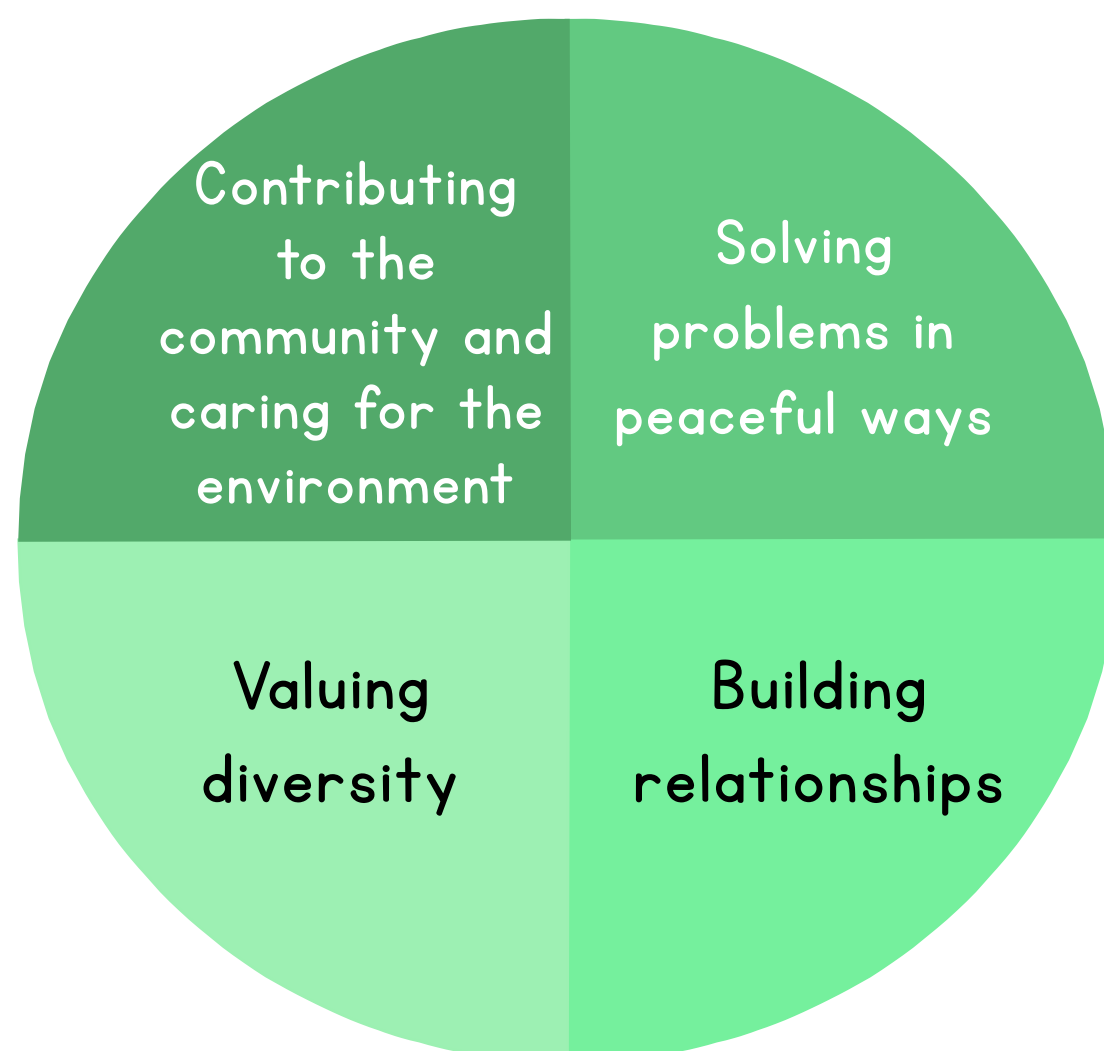 Contributing
to the
community and
caring for the
environment
Solving
problems in
peaceful ways
Valuing
diversity
Building
relationships